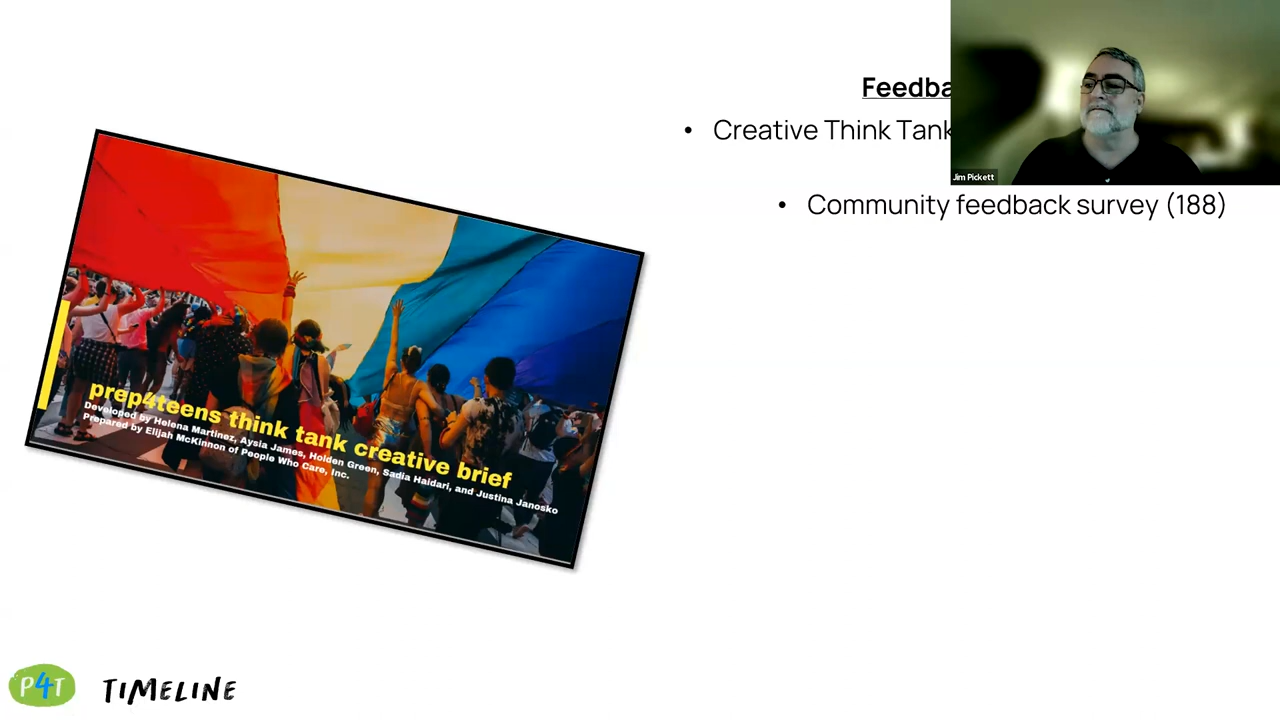 Feedba
• Creative Think Tank
Jim Pickett
• Community feedback survey (188)
prep4teens think tank creative brief
Developed by Helena Martinez, Aysia James, Holden Green, Sadia Haidari, and Justina Janosko
Prepared by Elijah McKinnon of People Who Care, Inc.
P4T
TIMELINE